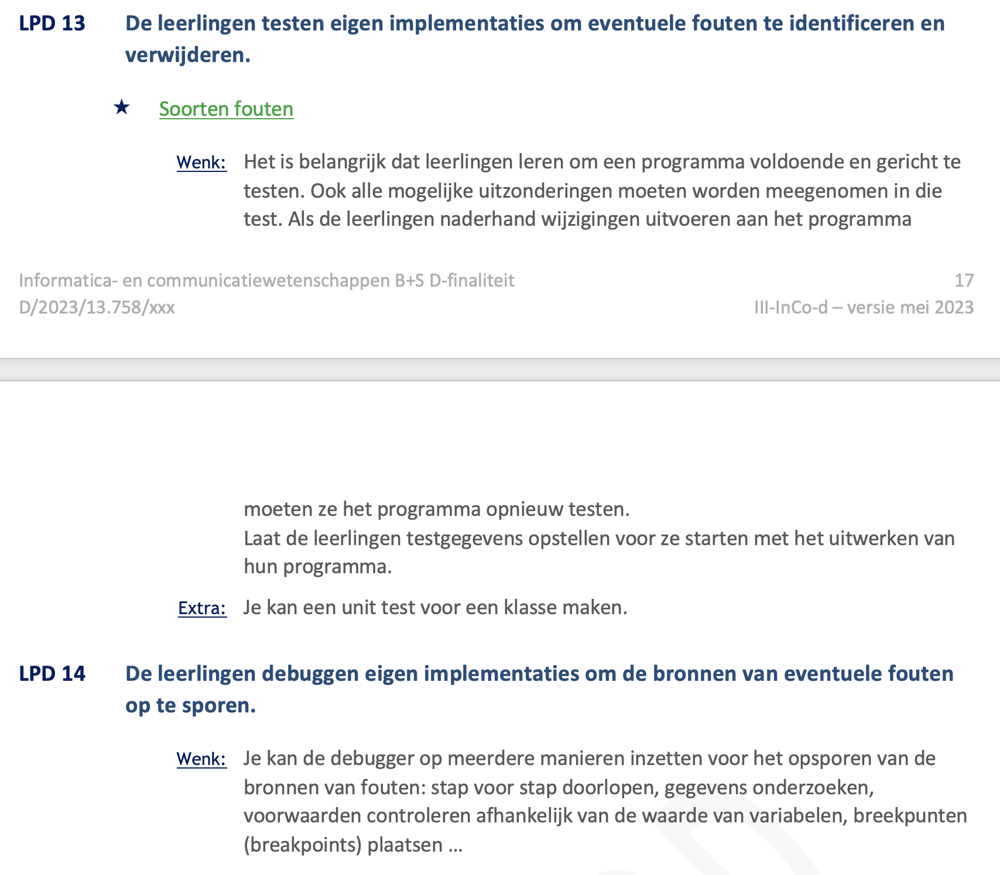 LPD 13 De leerlingen testen eigen implementaties om eventuele fouten te identificeren en
verwijderen.
★ Soorten fouten
Wenk: Het is belangrijk dat leerlingen leren om een programma voldoende en gericht te
testen. Ook alle mogelijke uitzonderingen moeten worden meegenomen in die
test. Als de leerlingen naderhand wijzigingen uitvoeren aan het programma
Informatica- en communicatiewetenschappen B+S D-finaliteit 17
D/2023/13.758/xxx III-InCo-d – versie mei 2023
moeten ze het programma opnieuw testen.
Laat de leerlingen testgegevens opstellen voor ze starten met het uitwerken van
hun programma.
Extra: Je kan een unit test voor een klasse maken.
LPD 14 De leerlingen debuggen eigen implementaties om de bronnen van eventuele fouten
op te sporen.
Wenk: Je kan de debugger op meerdere manieren inzetten voor het opsporen van de
bronnen van fouten: stap voor stap doorlopen, gegevens onderzoeken,
voorwaarden controleren afhankelijk van de waarde van variabelen, breekpunten
(breakpoints) plaatsen …